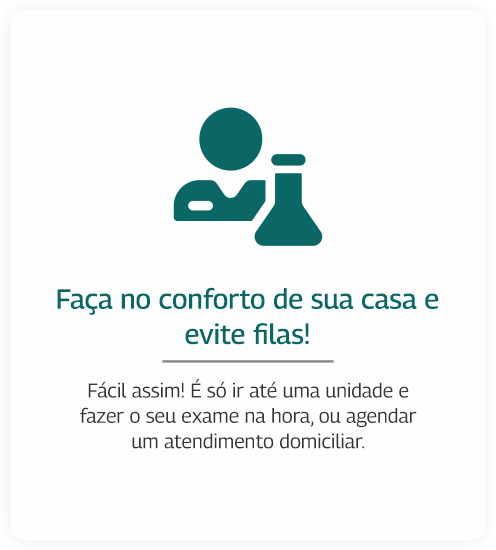 Faça no conforto de sua casa e
evite filas!
Fácil assim! É só ir até uma unidade e
fazer o seu exame na hora, ou agendar
um atendimento domiciliar.